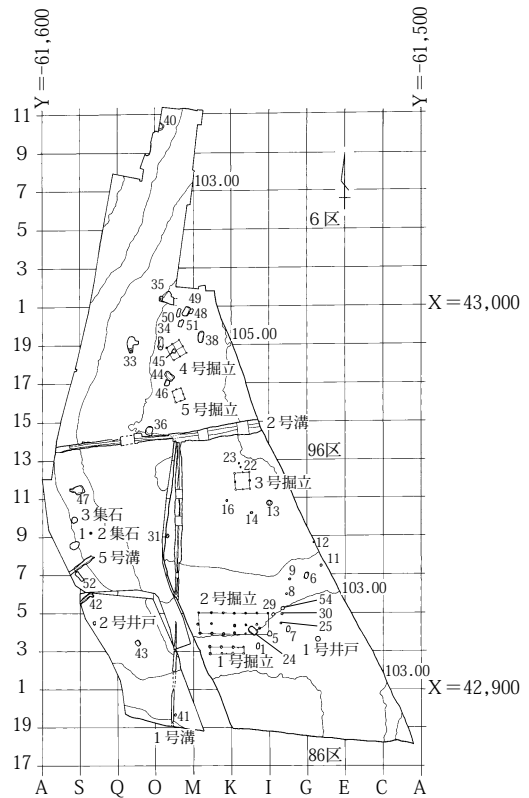 Y＝-61,600
Y＝-61,500
11
40
9
103.00
7
6区
5
3
35
49
1
50
48
X＝43,000
34
51
105.00
19
38
33
45
44
4号掘立
17
46
5号掘立
15
36
2号溝
96区
13
23
22
3号掘立
47
11
16
14
13
3集石
1・2集石
9
31
12
5号溝
11
9
6
7
52
8
103.00
42
2号掘立
29
54
5
2号井戸
30
25
5
7
3
43
1号掘立
1
24
1号井戸
103.00
1
X＝42,900
41
19
1号溝
86区
17
A
S
Q
O
M
K
I
G
E
C
A